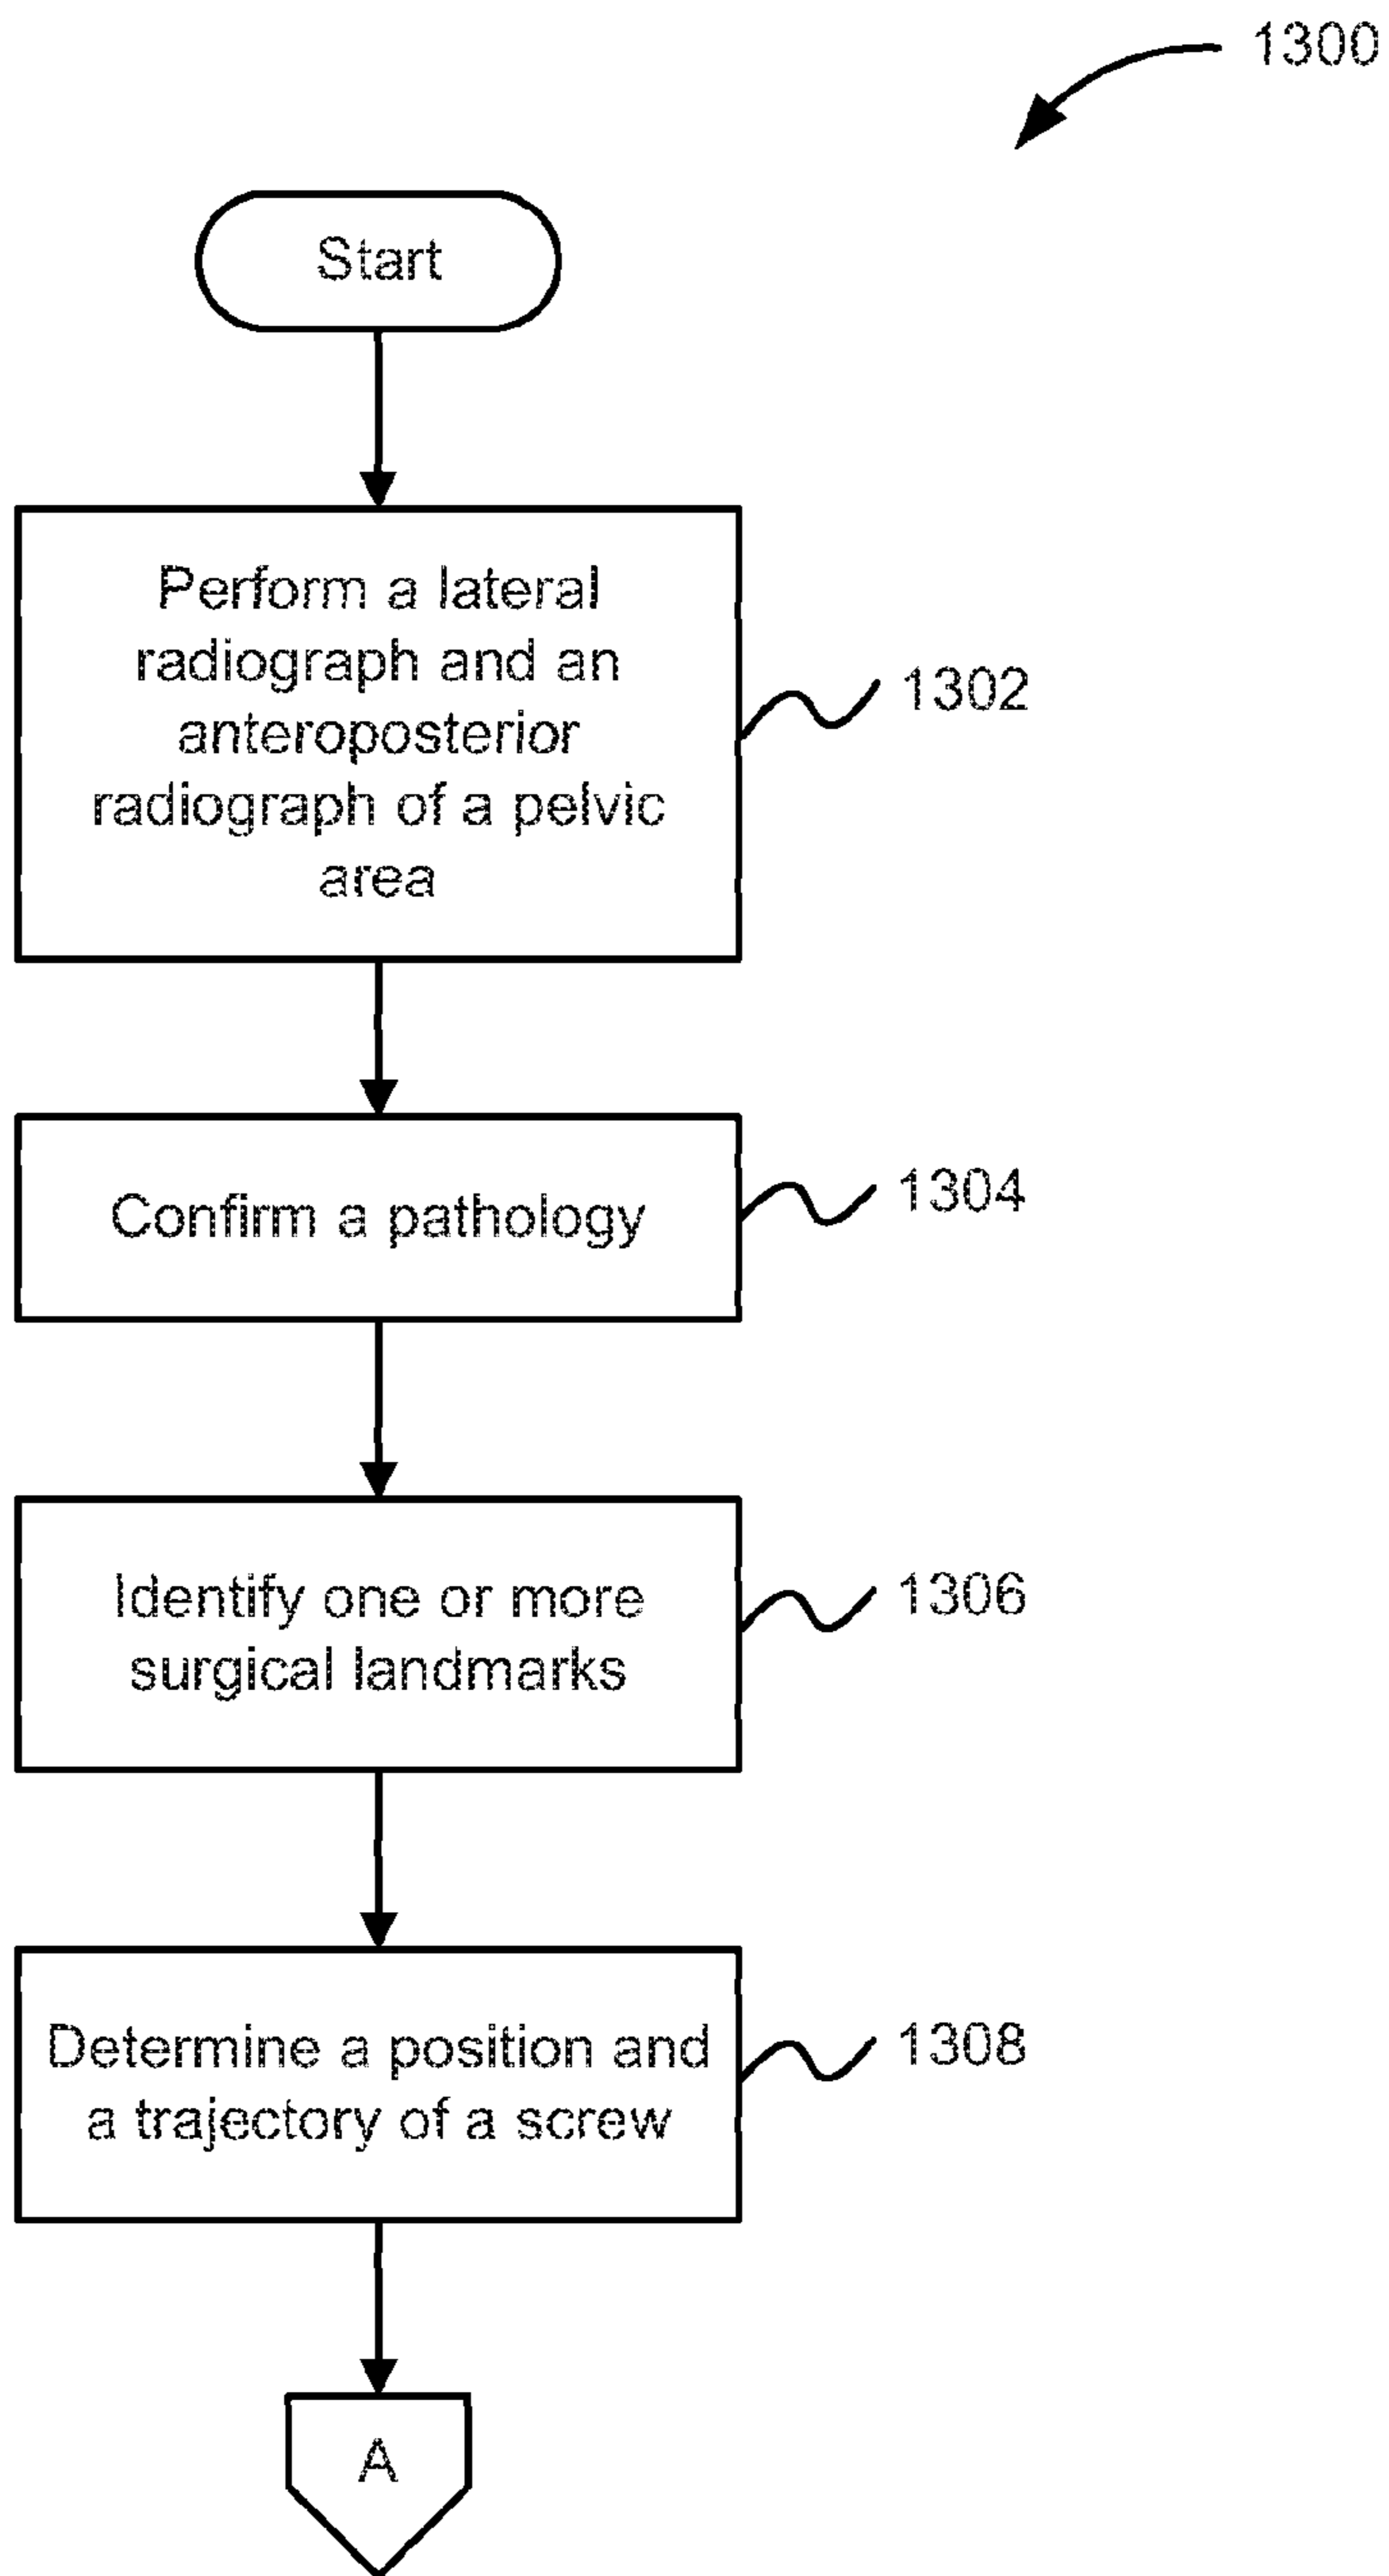 1300
Start
Perform a lateral
radiograph and an
anteroposterior
radiograph of a pelvic
area
1302
Confirm a pathology
1304
Identify one or more
surgical landmarks
1306
Determine a position and
a trajectory of a screw
1308
A